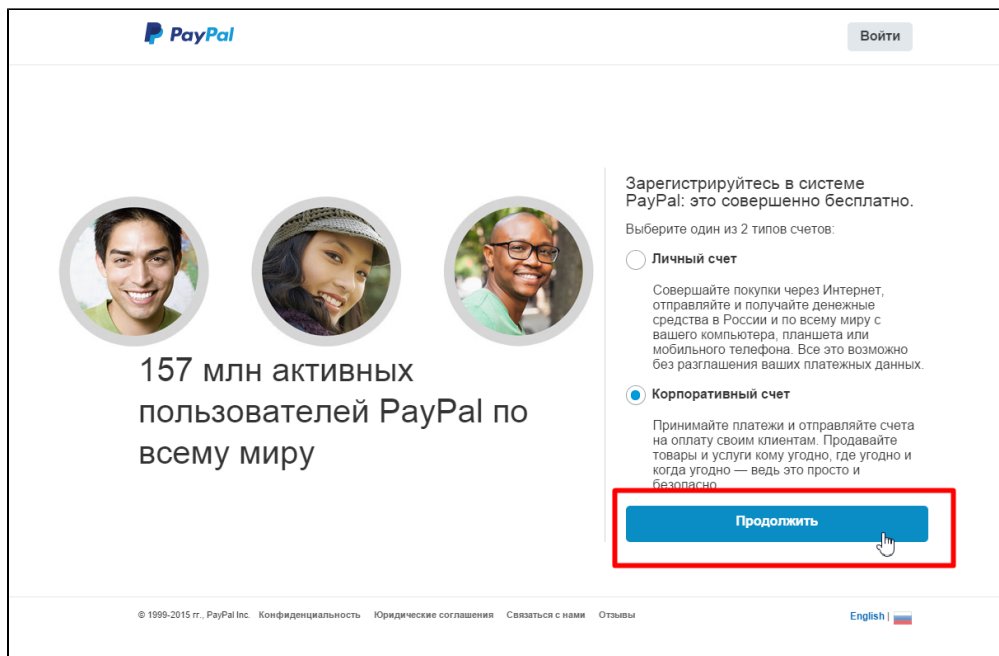 PayPal
Войти
Зарегистрируйтесь в системе
PayPal: это совершенно бесплатно.
Выберите один из 2 типов счетов:
Личный счет
Совершайте покупки через Интернет,
отправляйте и получайте денежные
средства в России и по всему миру с
вашего компьютера, планшета или
мобильного телефона. Все это возможно
без разглашения ваших платежных данных.
157 млн активных
пользователей PayPal по
всему миру
Корпоративный счет
Принимайте платежи и отправляйте счета
на оплату своим клиентам. Продавайте
товары и услуги кому угодно, где угодно и
когда угодно — ведь это просто и
безопасно
Продолжить
© 1999-2015 гг., PayPal Inc. Конфиденциальность Юридические соглашения Связаться с нами Отзывы
English |